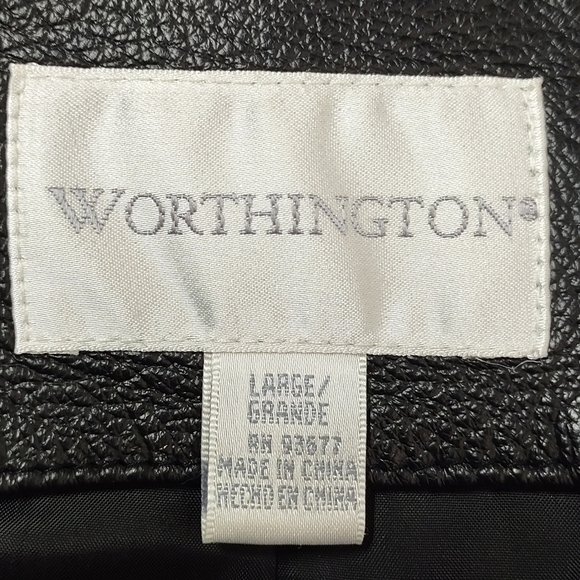 WORTHINGTON®
LARGE/
GRANDE
RN 93677
MADE IN CHINA
HECHO EN CHINA